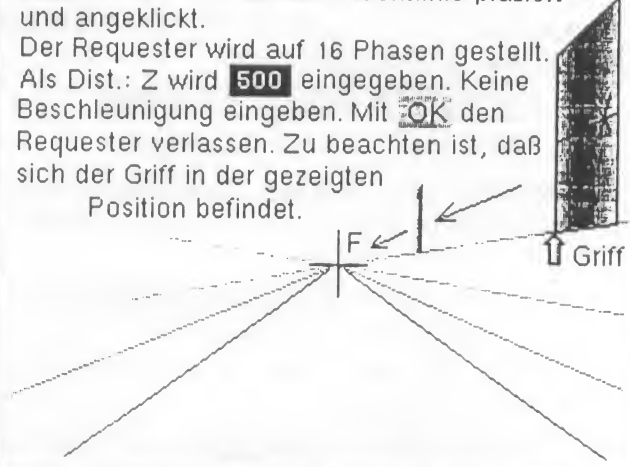 und angeklickt.
Der Requester wird auf 16 Phasen gestellt.
Als Dist.: Z wird 500 eingegeben. Keine
Beschleunigung eingeben. Mit OK den
Requester verlassen. Zu beachten ist, daß
sich der Griff in der gezeigten
Position befindet.
F
Griff